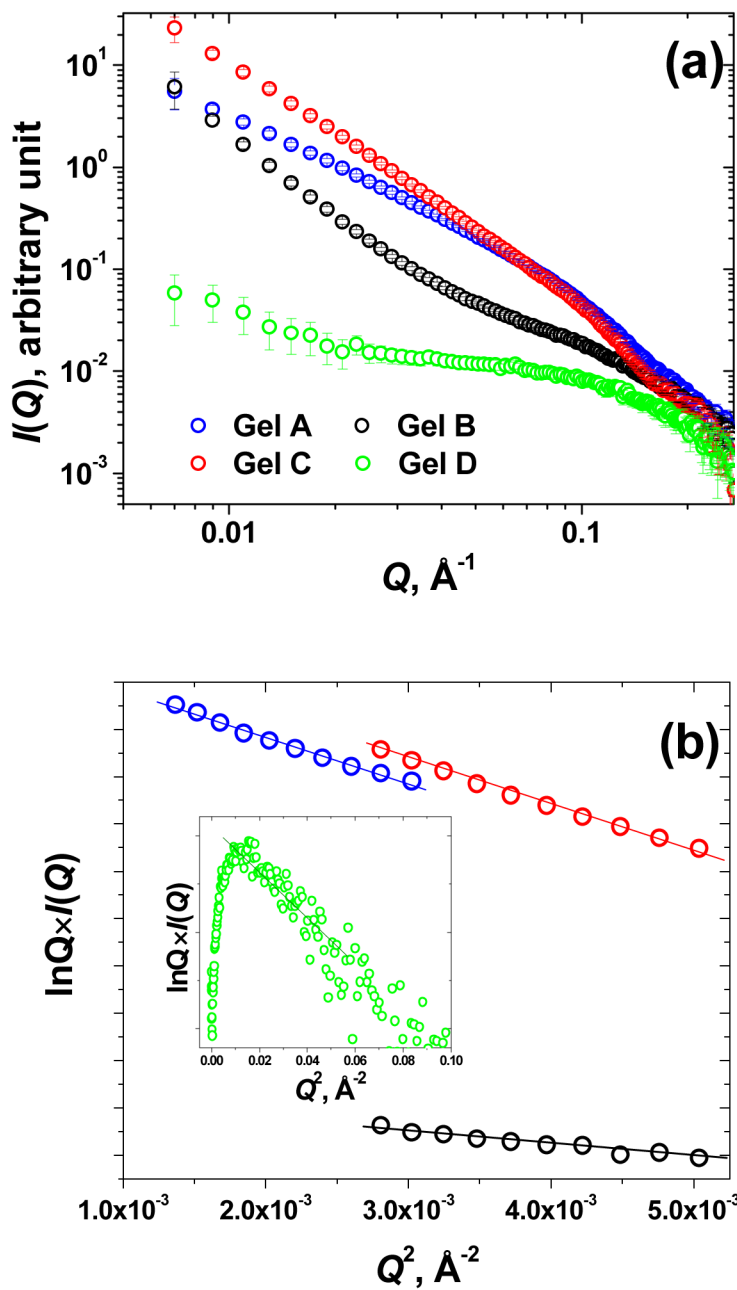 (a)
I(Q), arbitrary unit
10¹
10⁰
10⁻¹
10⁻²
10⁻³
Gel A
Gel B
Gel C
Gel D
0.01
0.1
Q, Å⁻¹
(b)
lnQ×I(Q)
lnQ×I(Q)
0.00 0.02 0.04 0.06 0.08 0.10
Q², Å⁻²
1.0x10⁻³ 2.0x10⁻³ 3.0x10⁻³ 4.0x10⁻³ 5.0x10⁻³
Q², Å⁻²